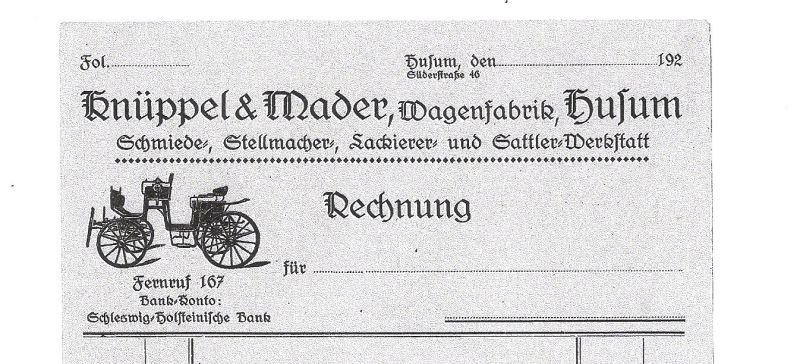 Fol.
Husum, den 192
Süderstraße 46
Knüppel & Mader, Wagenfabrik, Husum
Schmiede-, Stellmacher-, Lackierer- und Sattler-Werkstatt
Rechnung
für
Fernruf 167
Bank-Konto:
Schleswig-Holsteinische Bank